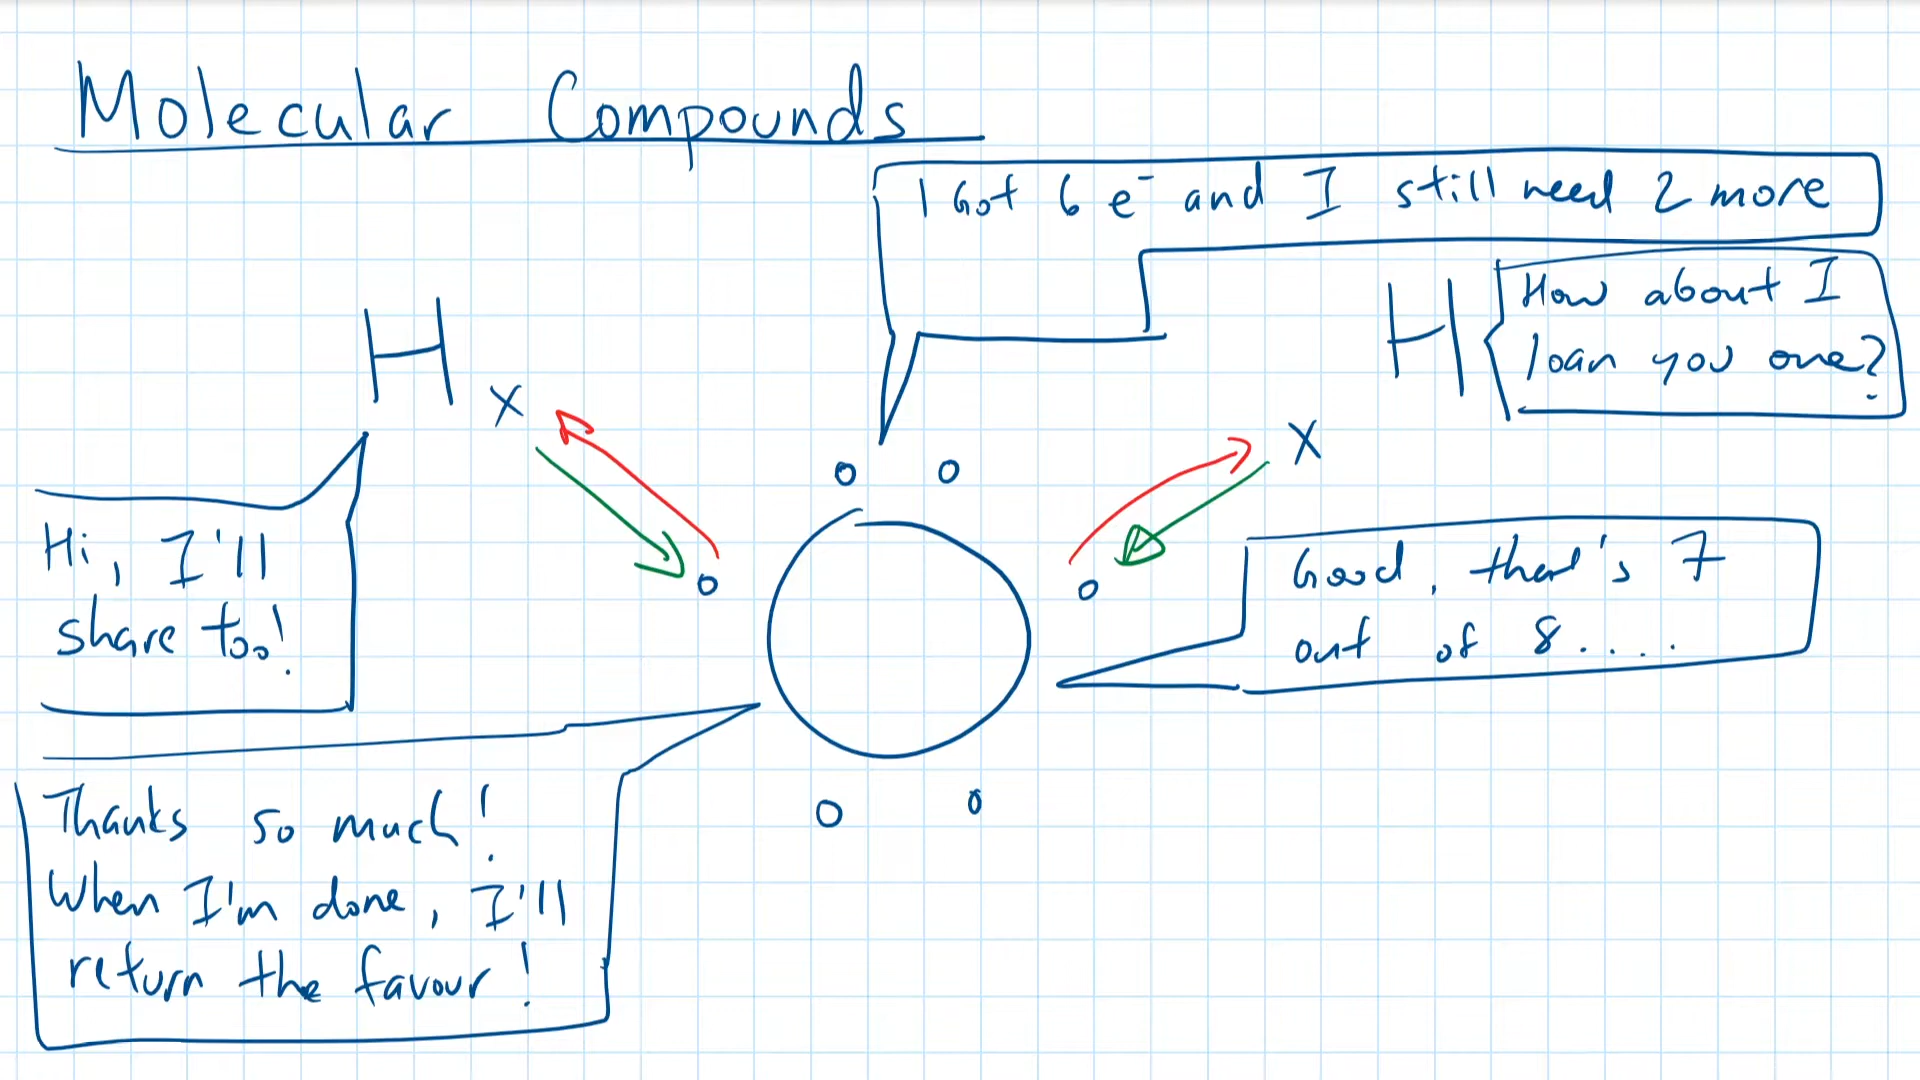 Molecular Compounds
I Got 6 e⁻ and I still need 2 more
H
H
How about I
loan you one?
x
x
o o
Hi, I'll
share too!
o
o
Good, that's 7
out of 8....
Thanks so much!
When I'm done, I'll
return the favour!
o o